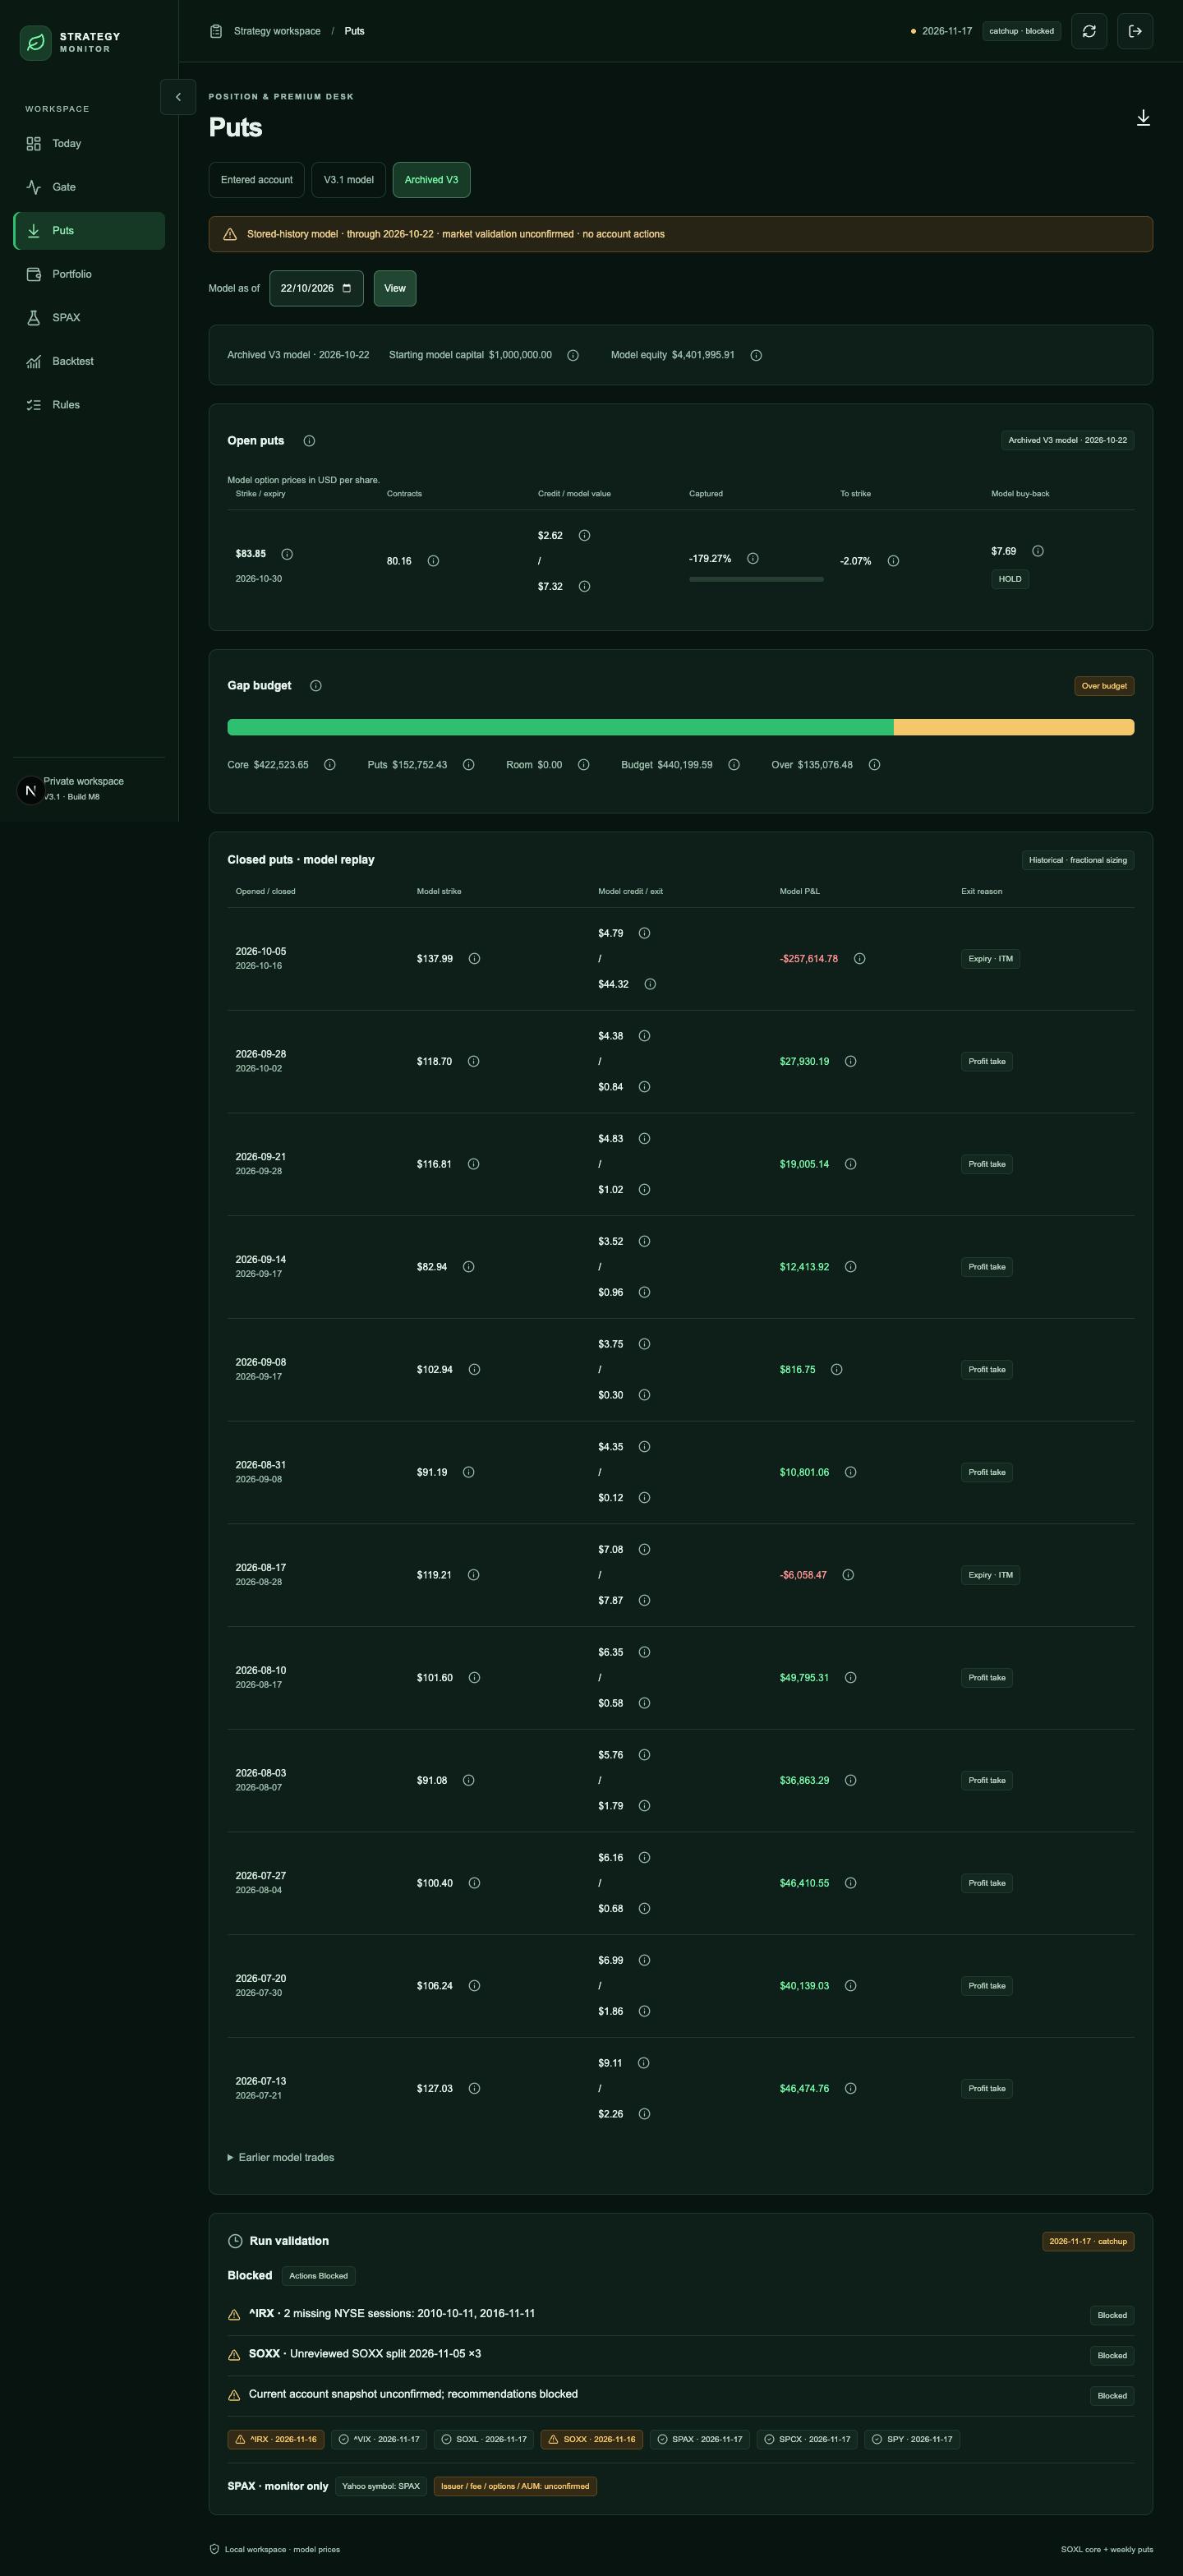 STRATEGY
MONITOR
WORKSPACE
Today
Gate
Puts
Portfolio
SPAX
Backtest
Rules
N
Private workspace
V3.1 · Build M8
Strategy workspace / Puts
2026-11-17
catchup · blocked
POSITION & PREMIUM DESK
Puts
Entered account
V3.1 model
Archived V3
Stored-history model · through 2026-10-22 · market validation unconfirmed · no account actions
Model as of
22/10/2026
View
Archived V3 model · 2026-10-22
Starting model capital $1,000,000.00
Model equity $4,401,995.91
Open puts
Archived V3 model · 2026-10-22
Model option prices in USD per share.
Strike / expiry
Contracts
Credit / model value
Captured
To strike
Model buy-back
$83.85
2026-10-30
80.16
$2.62
/
$7.32
-179.27%
-2.07%
$7.69
HOLD
Gap budget
Over budget
Core $422,523.65
Puts $152,752.43
Room $0.00
Budget $440,199.59
Over $135,076.48
Closed puts · model replay
Historical · fractional sizing
Opened / closed
Model strike
Model credit / exit
Model P&L
Exit reason
2026-10-05
2026-10-16
$137.99
$4.79
/
$44.32
-$257,614.78
Expiry · ITM
2026-09-28
2026-10-02
$118.70
$4.38
/
$0.84
$27,930.19
Profit take
2026-09-21
2026-09-28
$116.81
$4.83
/
$1.02
$19,005.14
Profit take
2026-09-14
2026-09-17
$82.94
$3.52
/
$0.96
$12,413.92
Profit take
2026-09-08
2026-09-17
$102.94
$3.75
/
$0.30
$816.75
Profit take
2026-08-31
2026-09-08
$91.19
$4.35
/
$0.12
$10,801.06
Profit take
2026-08-17
2026-08-28
$119.21
$7.08
/
$7.87
-$6,058.47
Expiry · ITM
2026-08-10
2026-08-17
$101.60
$6.35
/
$0.58
$49,795.31
Profit take
2026-08-03
2026-08-07
$91.08
$5.76
/
$1.79
$36,863.29
Profit take
2026-07-27
2026-08-04
$100.40
$6.16
/
$0.68
$46,410.55
Profit take
2026-07-20
2026-07-30
$106.24
$6.99
/
$1.86
$40,139.03
Profit take
2026-07-13
2026-07-21
$127.03
$9.11
/
$2.26
$46,474.76
Profit take
Earlier model trades
Run validation
2026-11-17 · catchup
Blocked
Actions Blocked
^IRX · 2 missing NYSE sessions: 2010-10-11, 2016-11-11
Blocked
SOXX · Unreviewed SOXX split 2026-11-05 ×3
Blocked
Current account snapshot unconfirmed; recommendations blocked
Blocked
^IRX · 2026-11-16
^VIX · 2026-11-17
SOXL · 2026-11-17
SOXX · 2026-11-16
SPAX · 2026-11-17
SPCX · 2026-11-17
SPY · 2026-11-17
SPAX · monitor only
Yahoo symbol: SPAX
Issuer / fee / options / AUM: unconfirmed
Local workspace · model prices
SOXL core + weekly puts